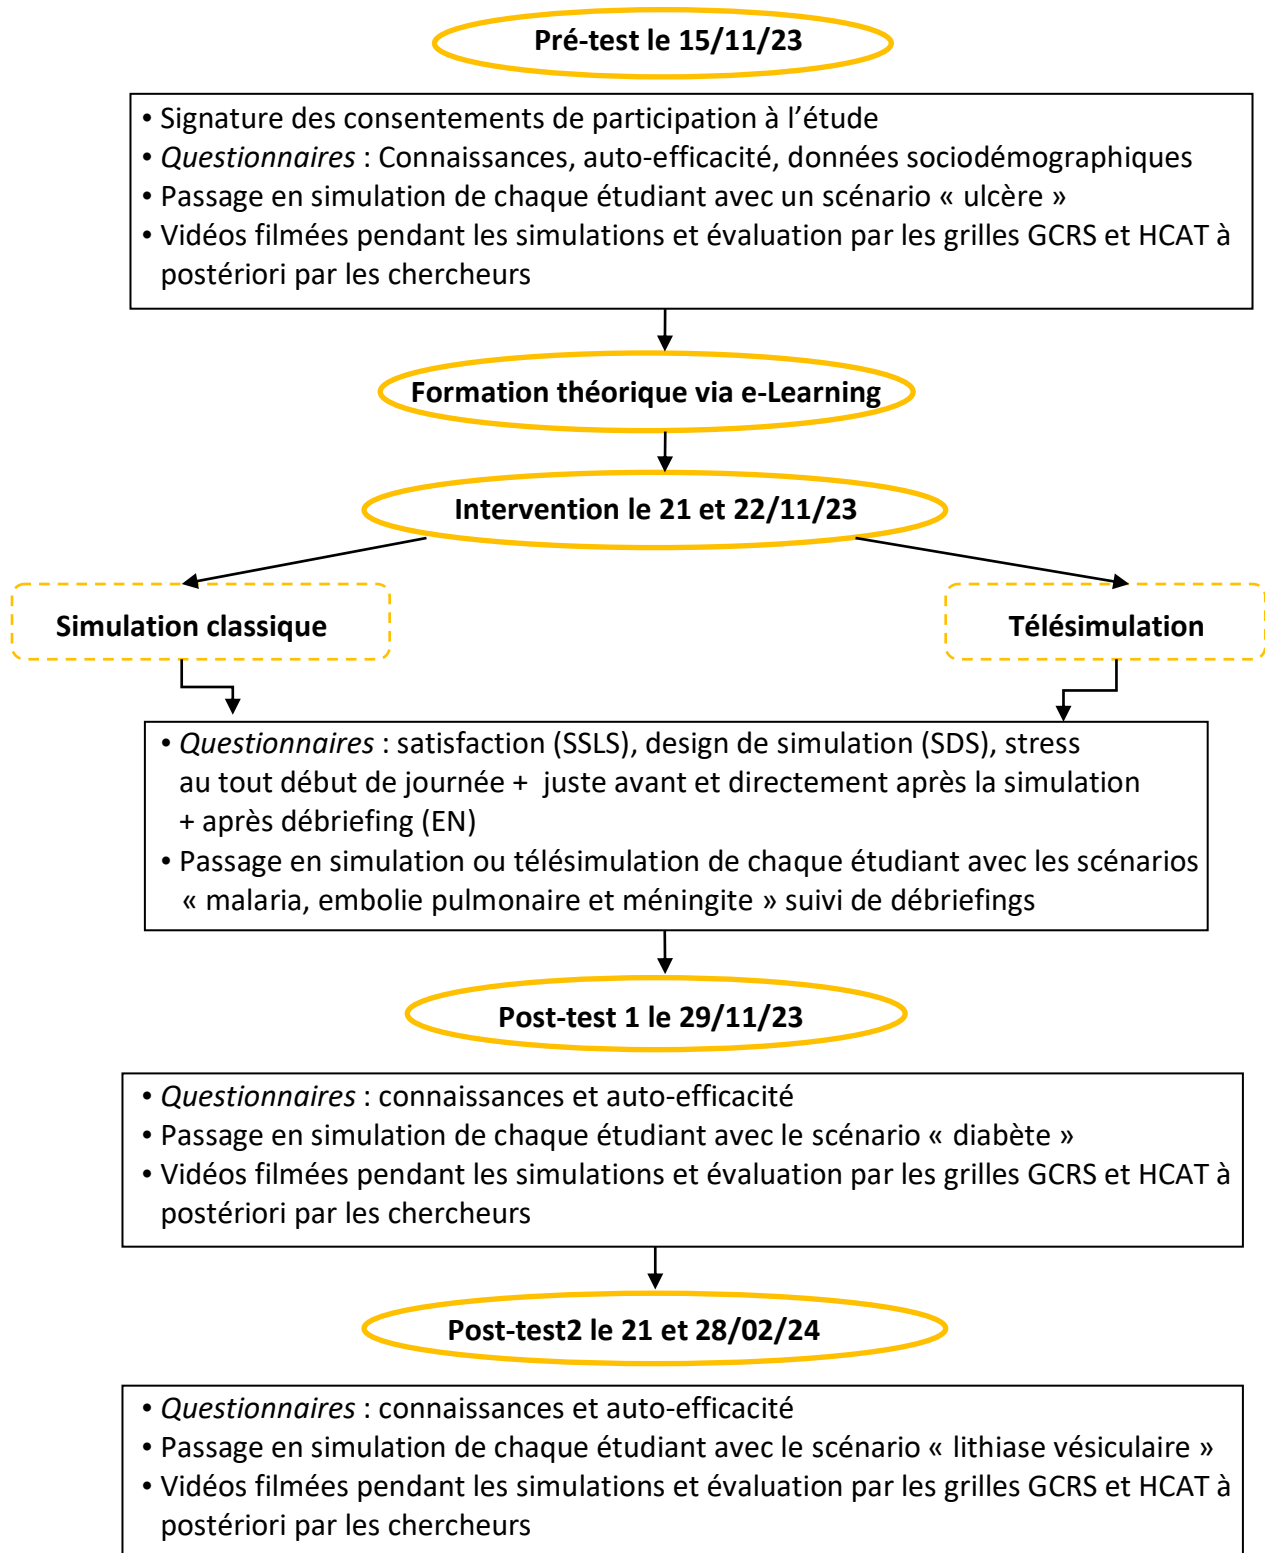 Pré-test le 15/11/23
• Signature des consentements de participation à l’étude
• Questionnaires : Connaissances, auto-efficacité, données sociodémographiques
• Passage en simulation de chaque étudiant avec un scénario « ulcère »
• Vidéos filmées pendant les simulations et évaluation par les grilles GCRS et HCAT à
postériori par les chercheurs
Formation théorique via e-Learning
Intervention le 21 et 22/11/23
Simulation classique
Télésimulation
• Questionnaires : satisfaction (SSLS), design de simulation (SDS), stress
au tout début de journée + juste avant et directement après la simulation
+ après débriefing (EN)
• Passage en simulation ou télésimulation de chaque étudiant avec les scénarios
« malaria, embolie pulmonaire et méningite » suivi de débriefings
Post-test 1 le 29/11/23
• Questionnaires : connaissances et auto-efficacité
• Passage en simulation de chaque étudiant avec le scénario « diabète »
• Vidéos filmées pendant les simulations et évaluation par les grilles GCRS et HCAT à
postériori par les chercheurs
Post-test2 le 21 et 28/02/24
• Questionnaires : connaissances et auto-efficacité
• Passage en simulation de chaque étudiant avec le scénario « lithiase vésiculaire »
• Vidéos filmées pendant les simulations et évaluation par les grilles GCRS et HCAT à
postériori par les chercheurs